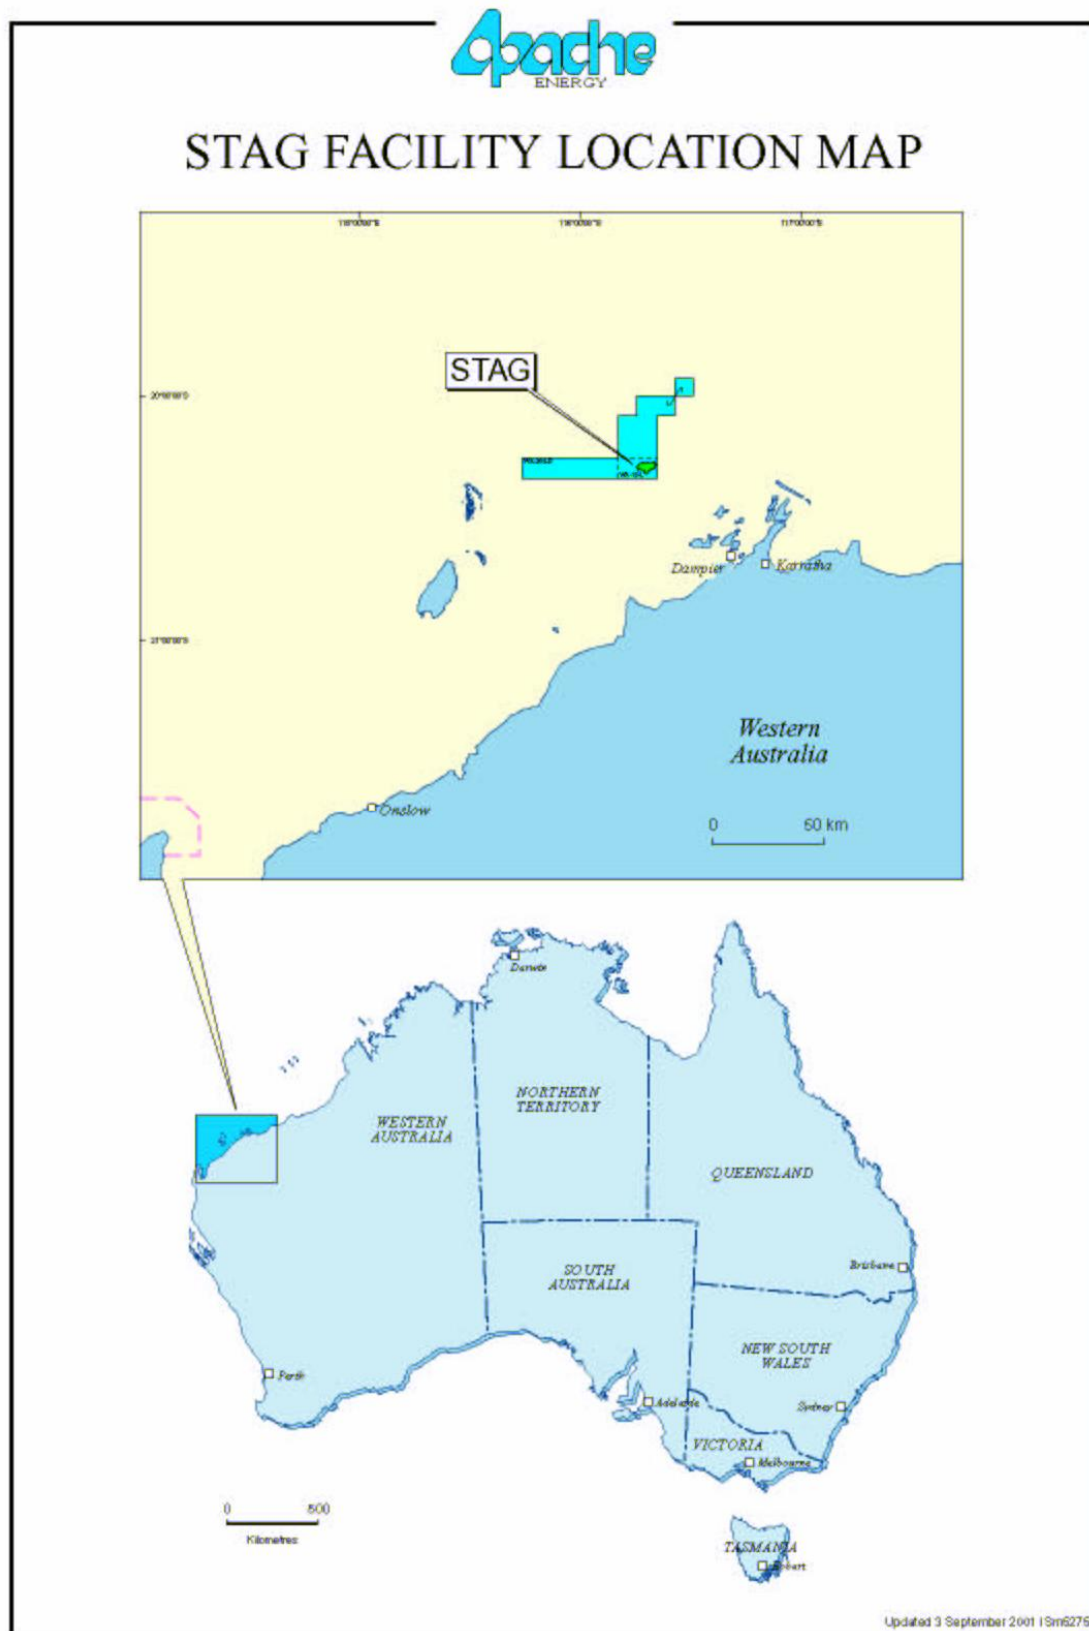 Apache
ENERGY
STAG FACILITY LOCATION MAP
STAG
Dampier
Karratha
Western
Australia
Onslow
0 50 km
Darwin
NORTHERN
TERRITORY
WESTERN
AUSTRALIA
QUEENSLAND
SOUTH
AUSTRALIA
Brisbane
NEW SOUTH
WALES
Perth
Adelaide
Sydney
VICTORIA
Melbourne
0 500
Kilometres
TASMANIA
Hobart
Updated 3 September 2001